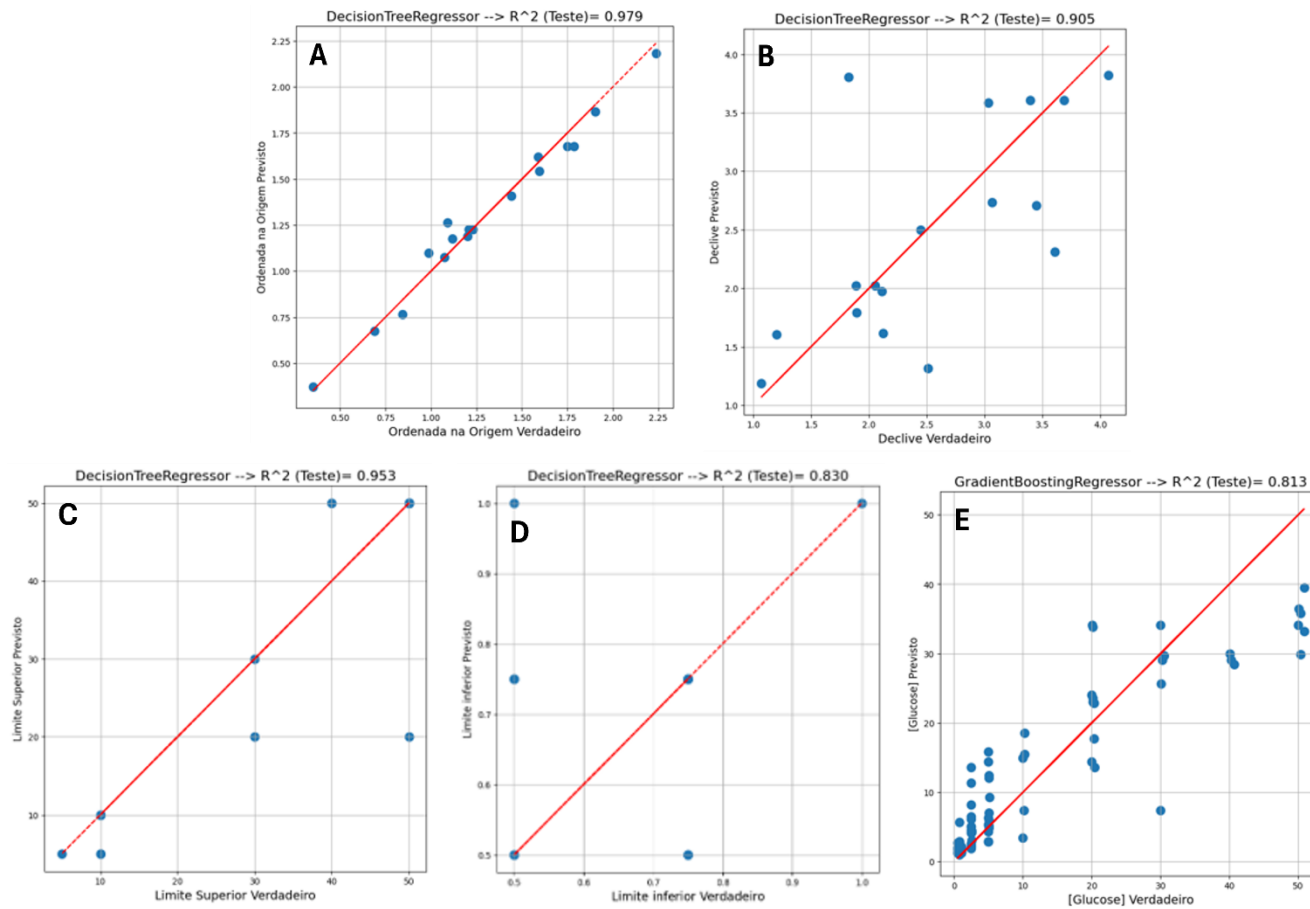 DecisionTreeRegressor --> R^2 (Teste)= 0.979
A
2.25
2.00
1.75
1.50
1.25
1.00
0.75
0.50
Ordenada na Origem Previsto
0.50 0.75 1.00 1.25 1.50 1.75 2.00 2.25
Ordenada na Origem Verdadeiro
DecisionTreeRegressor --> R^2 (Teste)= 0.905
B
4.0
3.5
3.0
2.5
2.0
1.5
1.0
Declive Previsto
1.0 1.5 2.0 2.5 3.0 3.5 4.0
Declive Verdadeiro
DecisionTreeRegressor --> R^2 (Teste)= 0.953
C
50
40
30
20
10
Limite Superior Previsto
10 20 30 40 50
Limite Superior Verdadeiro
DecisionTreeRegressor --> R^2 (Teste)= 0.830
D
1.0
0.9
0.8
0.7
0.6
0.5
Limite inferior Previsto
0.5 0.6 0.7 0.8 0.9 1.0
Limite inferior Verdadeiro
GradientBoostingRegressor --> R^2 (Teste)= 0.813
E
50
40
30
20
10
0
[Glucose] Previsto
0 10 20 30 40 50
[Glucose] Verdadeiro